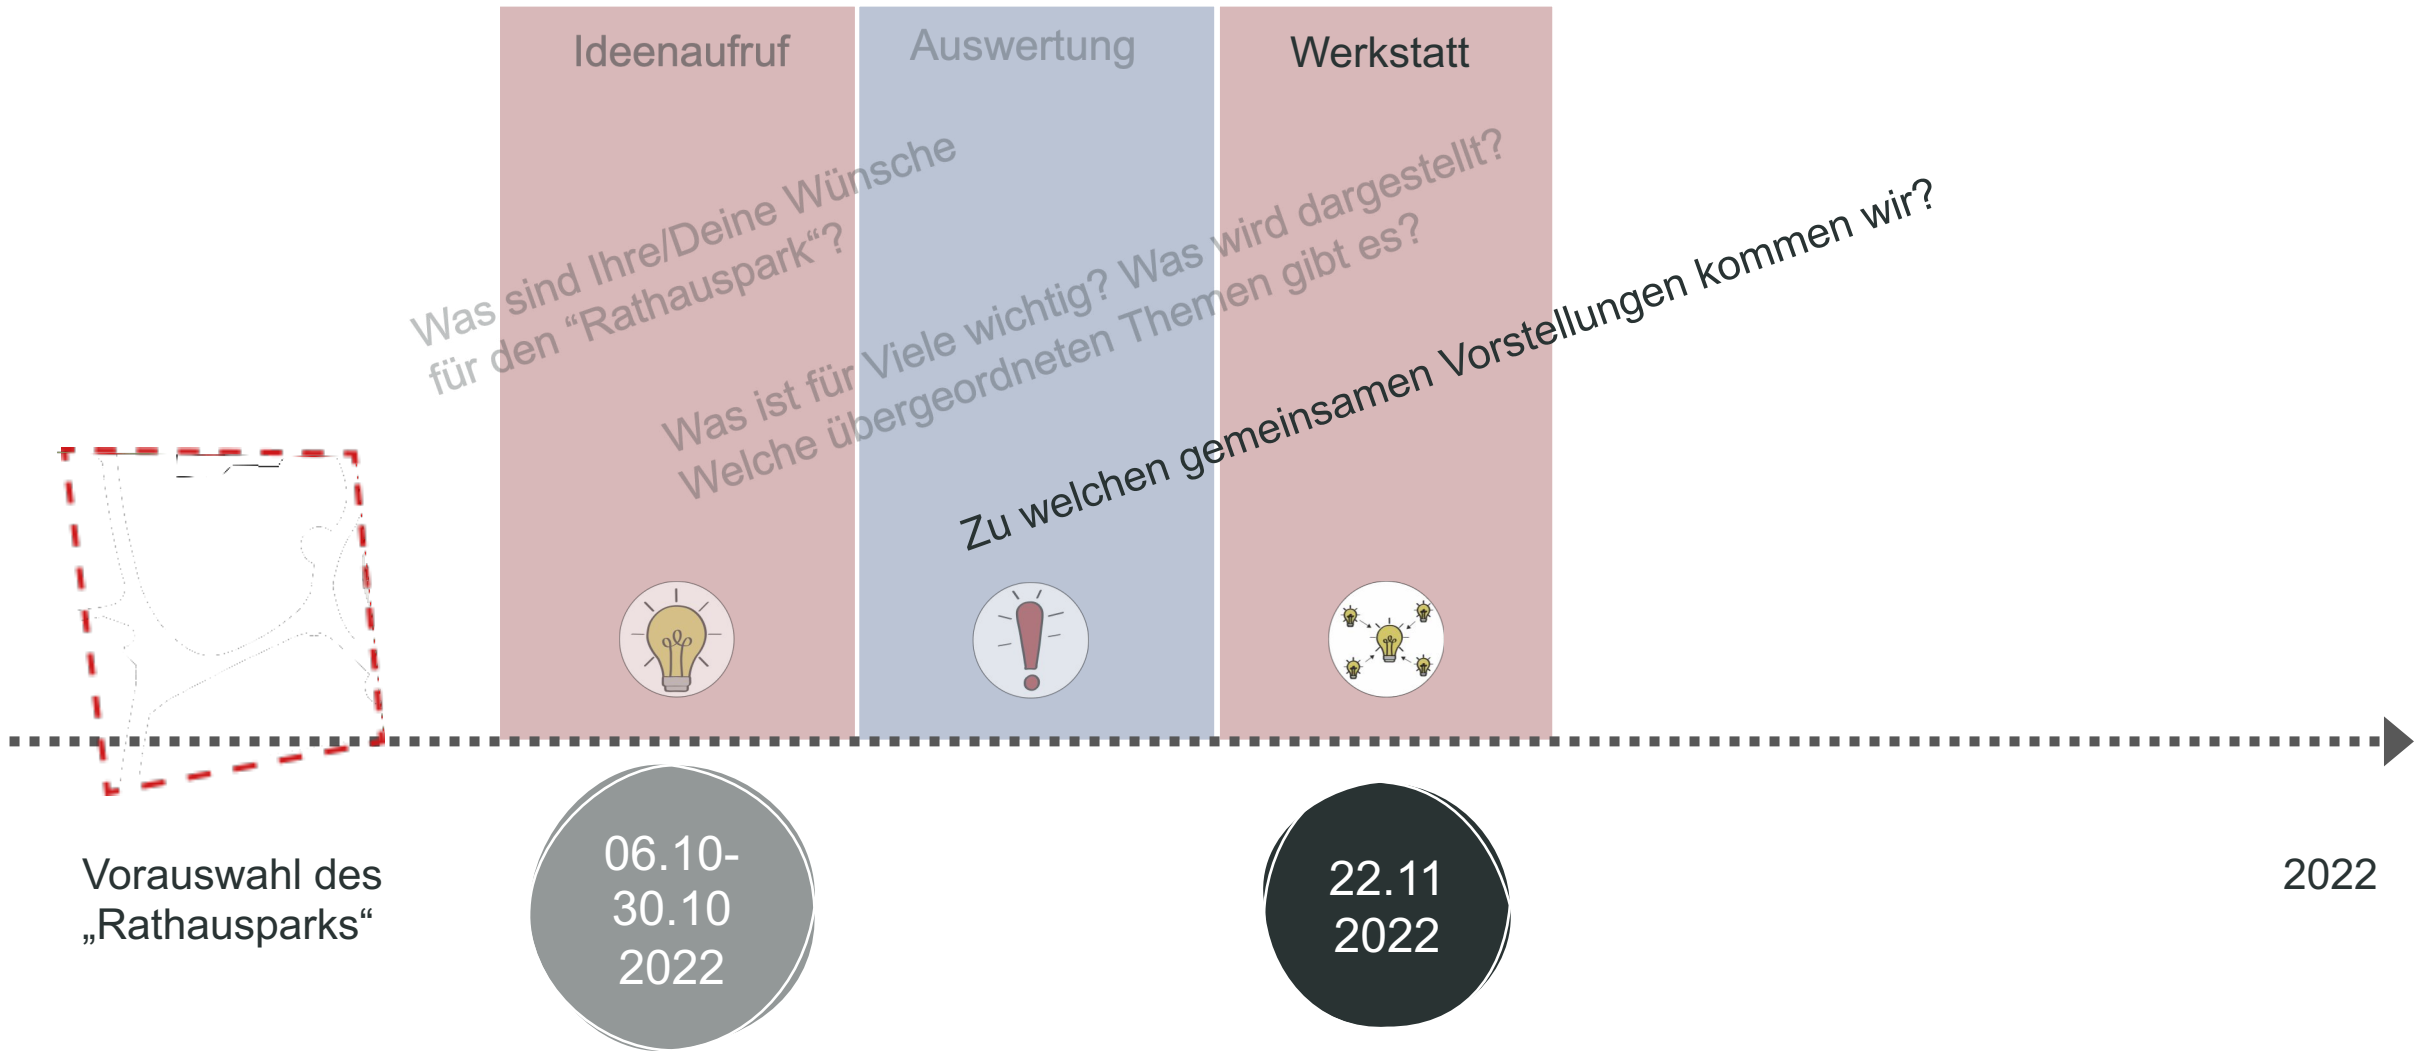 Ideenaufruf
Auswertung
Werkstatt
Was sind Ihre/Deine Wünsche
für den “Rathauspark“?
Was ist für Viele wichtig? Was wird dargestellt?
Welche übergeordneten Themen gibt es?
Zu welchen gemeinsamen Vorstellungen kommen wir?
Vorauswahl des
„Rathausparks“
06.10-
30.10
2022
22.11
2022
2022